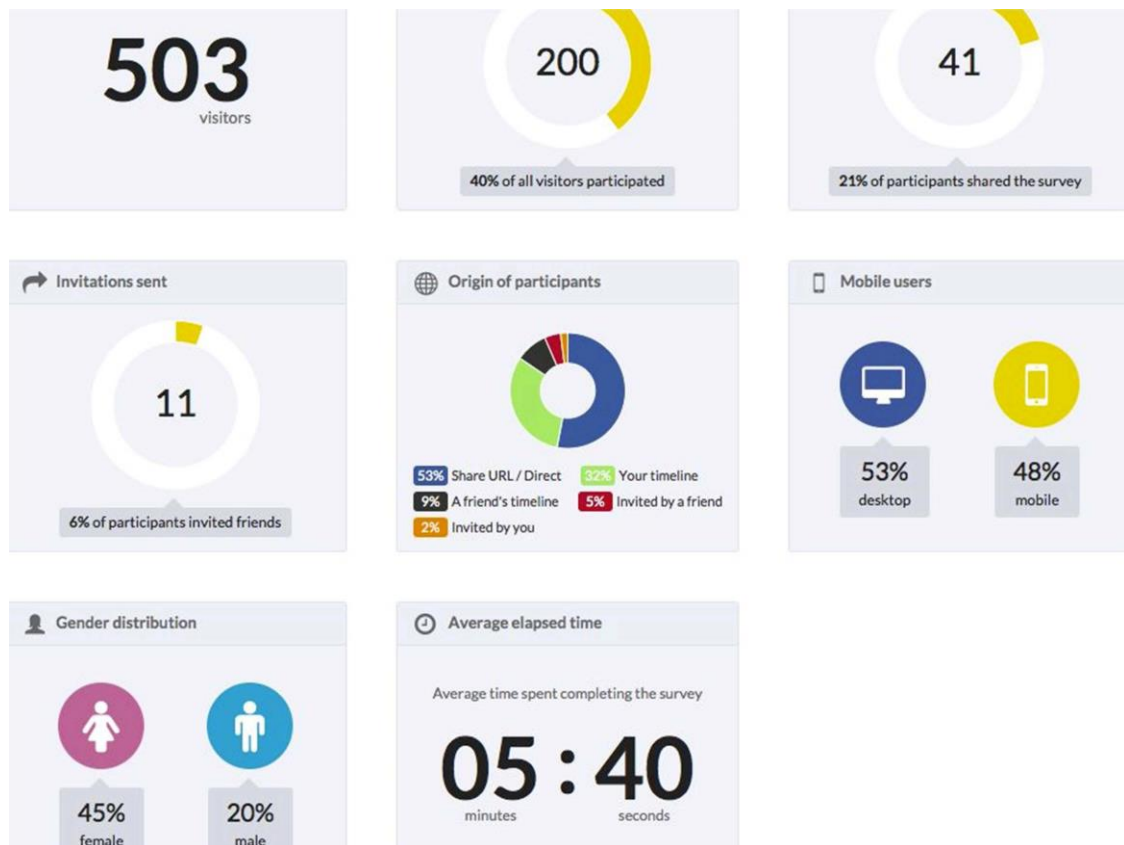 503
visitors
200
40% of all visitors participated
41
21% of participants shared the survey
Invitations sent
11
6% of participants invited friends
Origin of participants
53% Share URL / Direct 32% Your timeline
9% A friend's timeline 5% Invited by a friend
2% Invited by you
Mobile users
53%
desktop
48%
mobile
Gender distribution
45%
female
20%
male
Average elapsed time
Average time spent completing the survey
05 : 40
minutes seconds